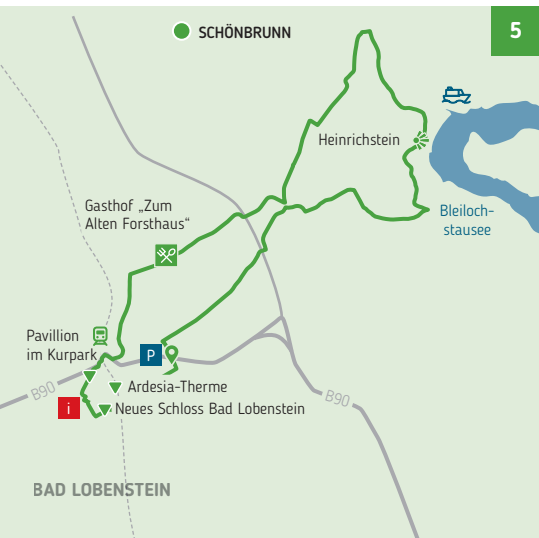 5
SCHÖNBRUNN
Heinrichstein
Gasthof „Zum
Alten Forsthaus“
Bleiloch-
stausee
Pavillion
im Kurpark
P
B90
Ardesia-Therme
i
Neues Schloss Bad Lobenstein
B90
BAD LOBENSTEIN